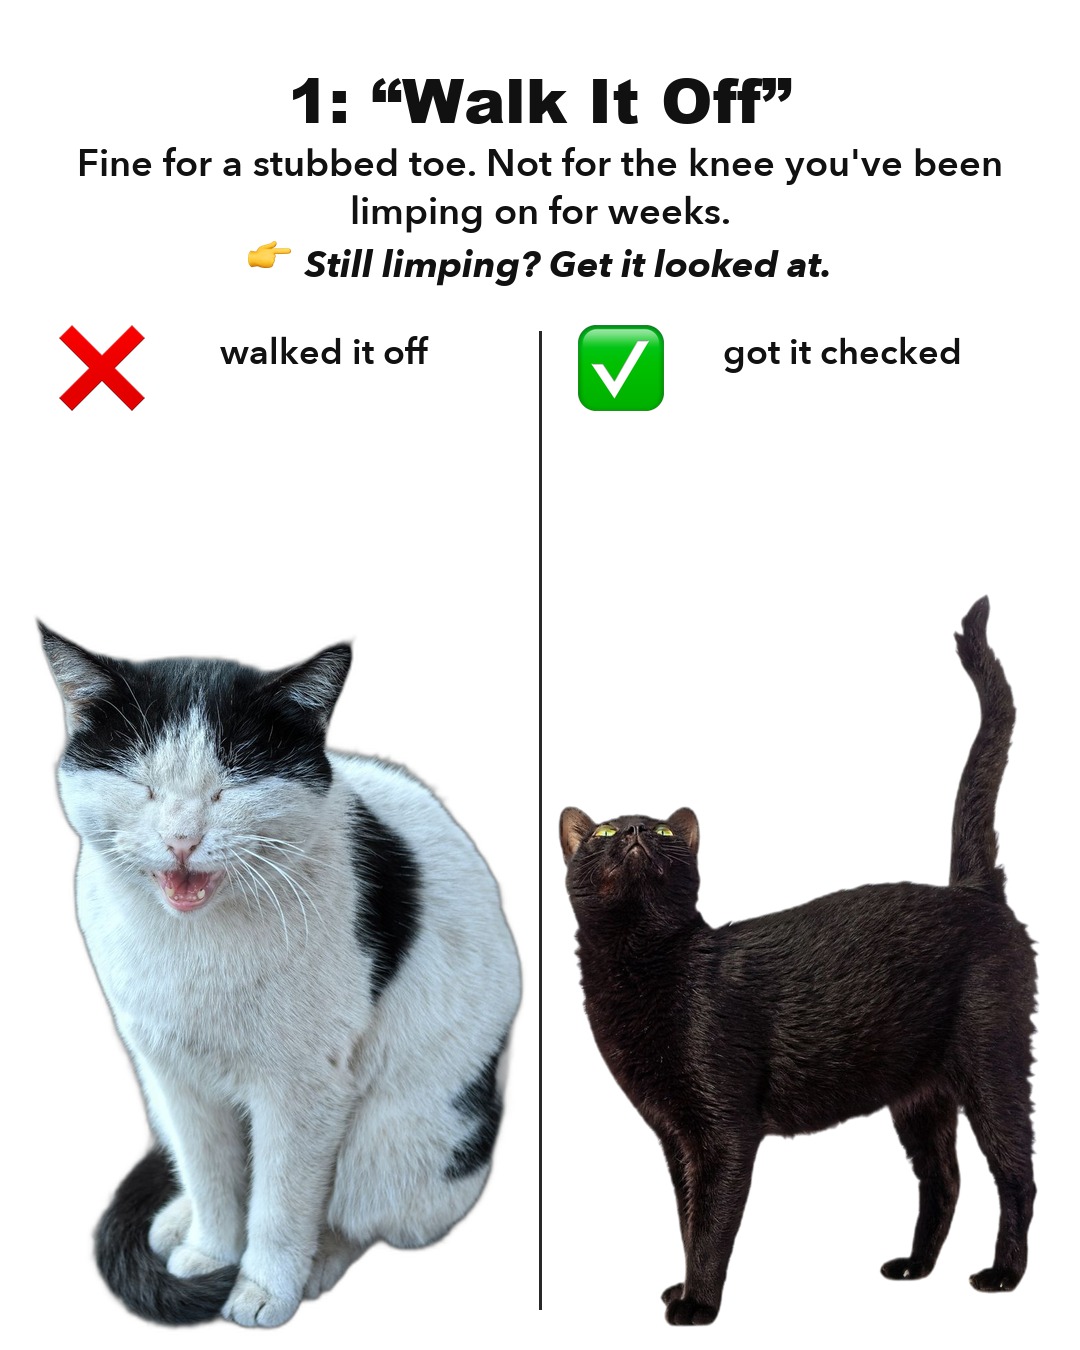 1: “Walk It Off”
Fine for a stubbed toe. Not for the knee you've been
limping on for weeks.
👉 Still limping? Get it looked at.
❌ walked it off
✅ got it checked